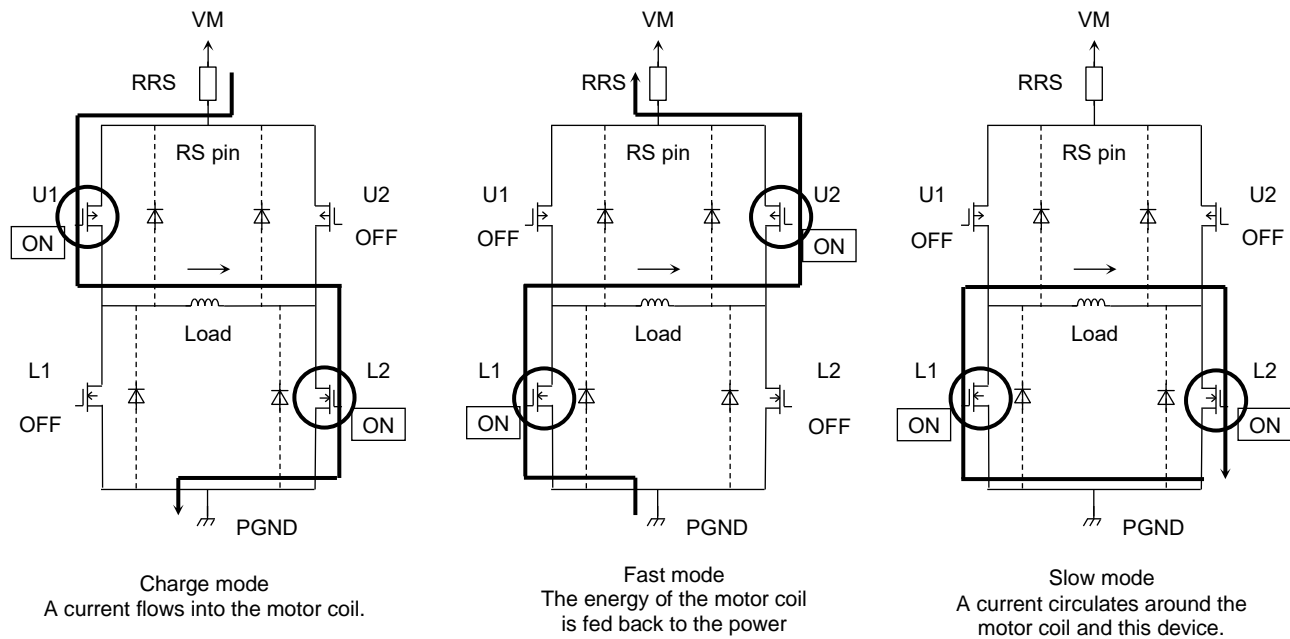 VM
RRS
RS pin
U1
U2
ON
OFF
Load
L1
L2
OFF
ON
PGND
Charge mode
A current flows into the motor coil.
VM
RRS
RS pin
U1
U2
OFF
ON
Load
L1
L2
ON
OFF
PGND
Fast mode
The energy of the motor coil
is fed back to the power
VM
RRS
RS pin
U1
U2
OFF
OFF
Load
L1
L2
ON
ON
PGND
Slow mode
A current circulates around the
motor coil and this device.